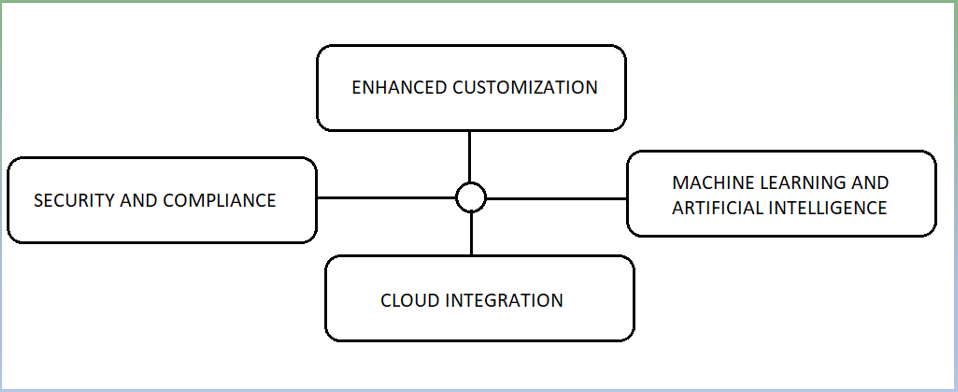 ENHANCED CUSTOMIZATION
SECURITY AND COMPLIANCE
MACHINE LEARNING AND
ARTIFICIAL INTELLIGENCE
CLOUD INTEGRATION